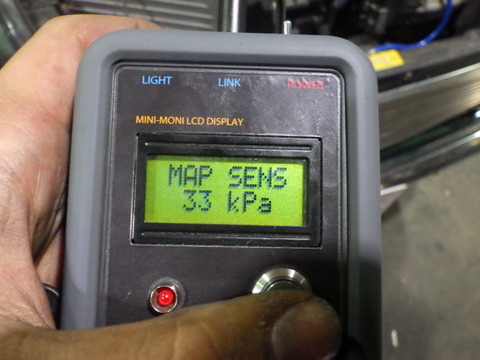 LIGHT LINK POWER
MINI-MONI LCD DISPLAY
MAP SENS
33 kPa